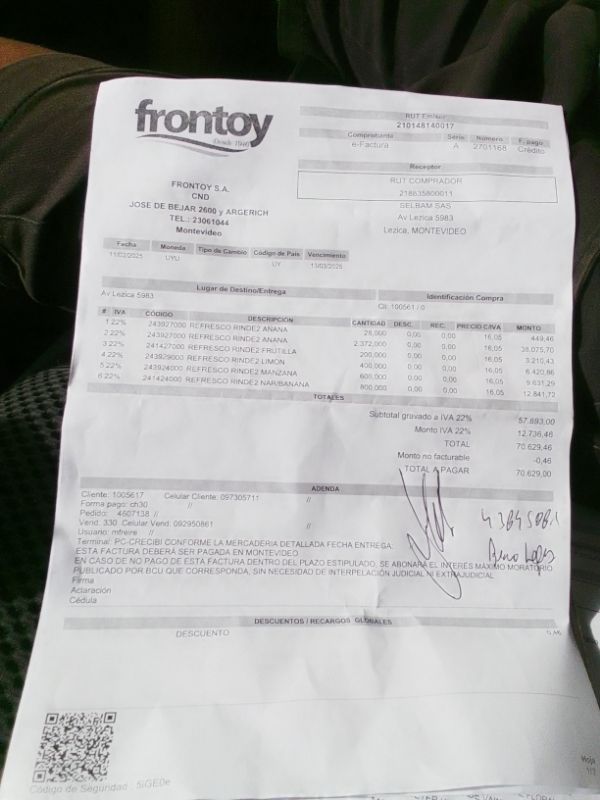 frontoy
Desde 1946
RUT Emisor
210148140017
Comprobante Serie Número F. pago
e-Factura A 2701168 Crédito
Receptor
RUT COMPRADOR
218635800011
SELBAM SAS
Av Lezica 5983
Lezica, MONTEVIDEO
FRONTOY S.A.
CND
JOSE DE BEJAR 2600 y ARGERICH
TEL.: 23061044
Montevideo
Fecha Moneda Tipo de Cambio Código de País Vencimiento
11/02/2025 UYU UY 13/03/2025
Lugar de Destino/Entrega
Av Lezica 5983
Identificación Compra
Cli: 100561 / 0
# IVA CÓDIGO DESCRIPCIÓN CANTIDAD DESC. REC. PRECIO C/IVA MONTO
1 22% 243927000 REFRESCO RINDE2 ANANA 28,000 0,00 0,00 16,05 449,46
2 22% 243927000 REFRESCO RINDE2 ANANA 2.372,000 0,00 0,00 16,05 38.075,70
3 22% 241427000 REFRESCO RINDE2 FRUTILLA 200,000 0,00 0,00 16,05 3.210,43
4 22% 243929000 REFRESCO RINDE2 LIMON 400,000 0,00 0,00 16,05 6.420,86
5 22% 243924000 REFRESCO RINDE2 MANZANA 600,000 0,00 0,00 16,05 9.631,29
6 22% 241424000 REFRESCO RINDE2 NAR/BANANA 800,000 0,00 0,00 16,05 12.841,72
TOTALES
Subtotal gravado a IVA 22% 57.893,00
Monto IVA 22% 12.736,46
TOTAL 70.629,46
Monto no facturable -0,46
TOTAL A PAGAR 70.629,00
ADENDA
Cliente: 1005617 Celular Cliente: 097305711 //
Forma pago: ch30
Pedido: 4607138 //
Vend. 330 Celular Vend. 092950861 //
Usuario: mfreire //
Terminal: PC-CRECIBI CONFORME LA MERCADERIA DETALLADA FECHA ENTREGA:
ESTA FACTURA DEBERÁ SER PAGADA EN MONTEVIDEO
EN CASO DE NO PAGO DE ESTA FACTURA DENTRO DEL PLAZO ESTIPULADO, SE ABONARÁ EL INTERÉS MÁXIMO MORATORIO
PUBLICADO POR BCU QUE CORRESPONDA, SIN NECESIDAD DE INTERPELACIÓN JUDICIAL NI EXTRAJUDICIAL
Firma
Aclaración
Cédula
DESCUENTOS / RECARGOS GLOBALES
DESCUENTO 0,46
Código de Seguridad : 5iGE0e
Hoja
1/2